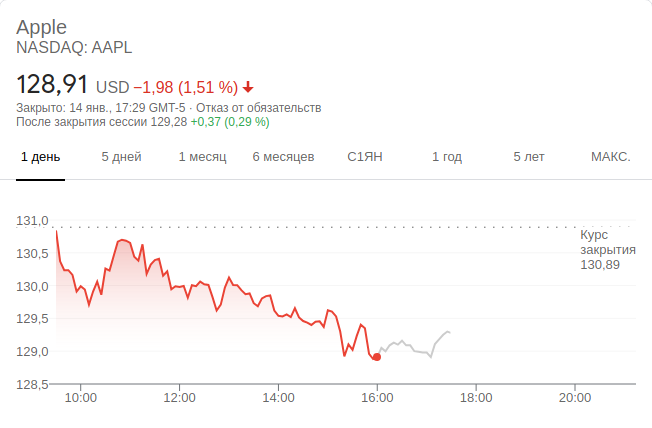 Apple
NASDAQ: AAPL
128,91 USD −1,98 (1,51 %)
Закрыто: 14 янв., 17:29 GMT-5 · Отказ от обязательств
После закрытия сессии 129,28 +0,37 (0,29 %)
1 день 5 дней 1 месяц 6 месяцев С1ЯН 1 год 5 лет МАКС.
131,0
Курс
закрытия
130,89
130,5
130,0
129,5
129,0
128,5
10:00 12:00 14:00 16:00 18:00 20:00